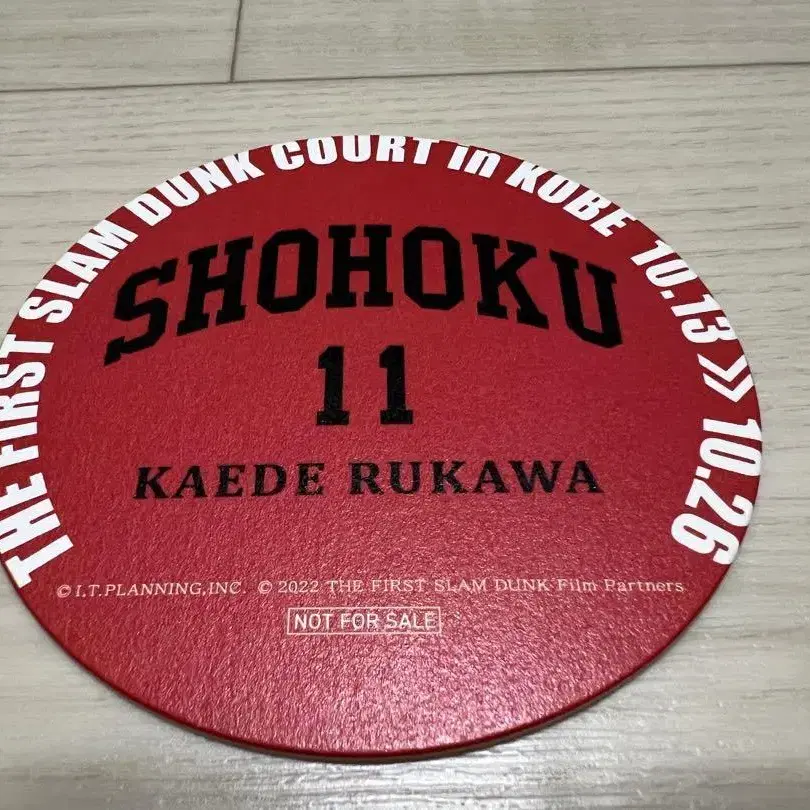 THE FIRST SLAM DUNK COURT in KOBE 10.13 >> 10.26
SHOHOKU
11
KAEDE RUKAWA
© I.T.PLANNING,INC. © 2022 THE FIRST SLAM DUNK Film Partners
NOT FOR SALE